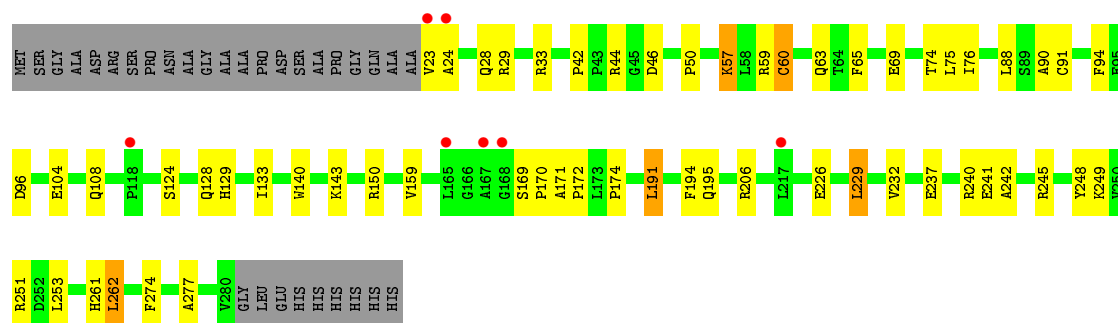 MET SER GLY ALA ASP ARG SER PRO ASN ALA GLY ALA ALA PRO ASP SER ALA PRO GLY GLN ALA ALA V23 A24 Q28 R29 R33 P42 P43 R44 G45 D46 P50 K57 L58 R59 C60 Q63 T64 F65 E69 T74 L75 I76 L88 S89 A90 C91 F94 E95
D96 E104 Q108 P118 S124 Q128 H129 I133 W140 K143 R150 V159 L165 G166 A167 G168 S169 P170 A171 P172 L173 P174 L191 F194 Q195 R206 L217 E226 L229 V232 E237 R240 E241 A242 R245 Y248 K249 V250
R251 D252 L253 H261 L262 F274 A277 V280 GLY LEU GLU HIS HIS HIS HIS HIS HIS